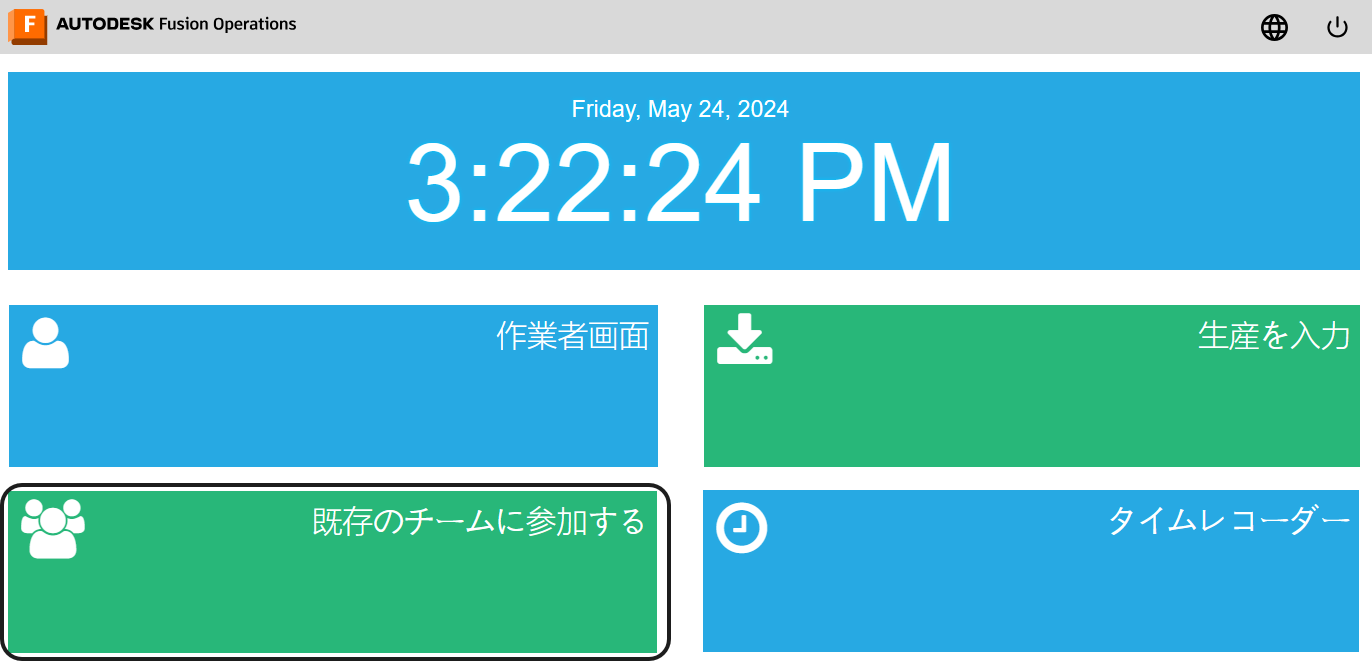 F AUTODESK Fusion Operations
Friday, May 24, 2024
3:22:24 PM
作業者画面
生産を入力
既存のチームに参加する
タイムレコーダー